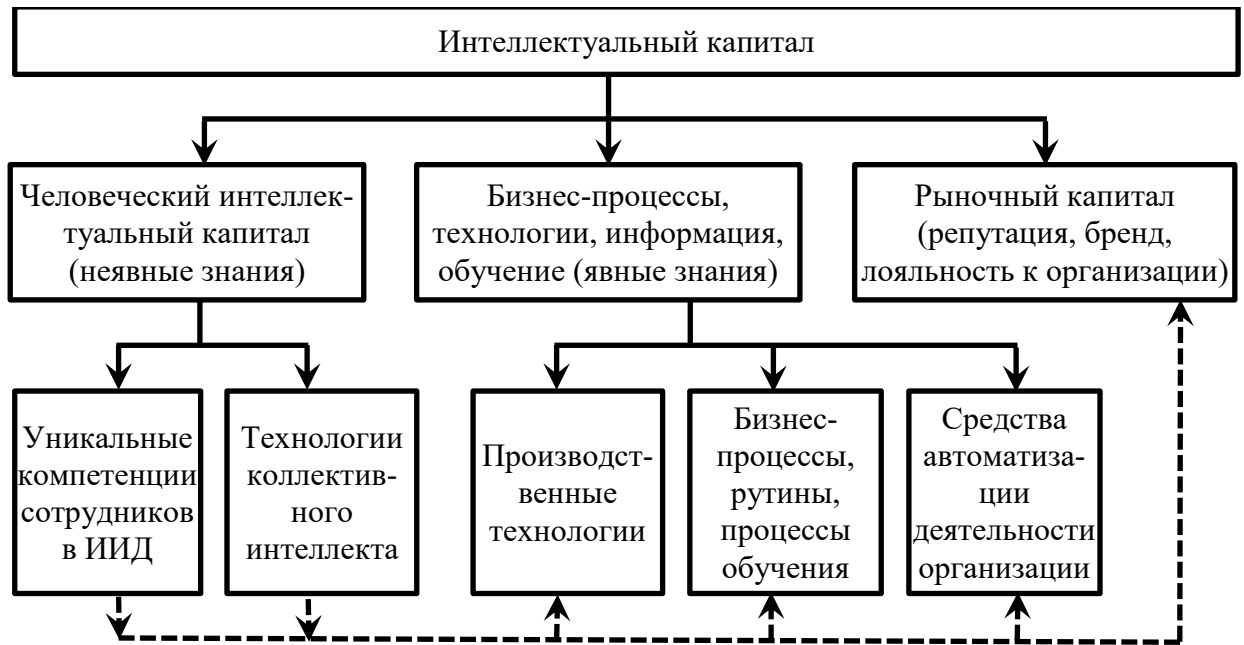 Интеллектуальный капитал
Человеческий интеллек-
туальный капитал
(неявные знания)
Бизнес-процессы,
технологии, информация,
обучение (явные знания)
Рыночный капитал
(репутация, бренд,
лояльность к организации)
Уникальные
компетенции
сотрудников
в ИИД
Технологии
коллектив-
ного
интеллекта
Производст-
венные
технологии
Бизнес-
процессы,
рутины,
процессы
обучения
Средства
автоматиза-
ции
деятельности
организации